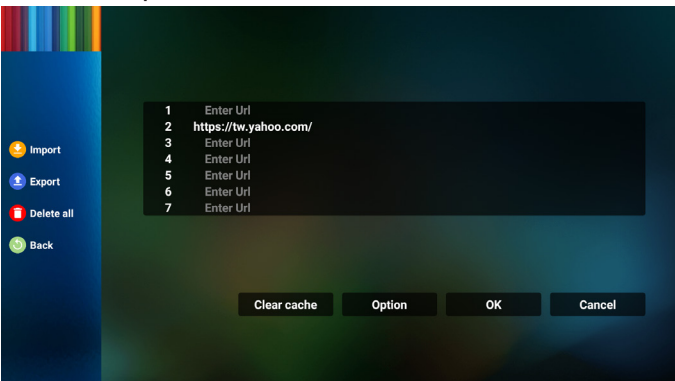 1 Enter Url
2 https://tw.yahoo.com/
3 Enter Url
4 Enter Url
5 Enter Url
6 Enter Url
7 Enter Url
Import
Export
Delete all
Back
Clear cache Option OK Cancel